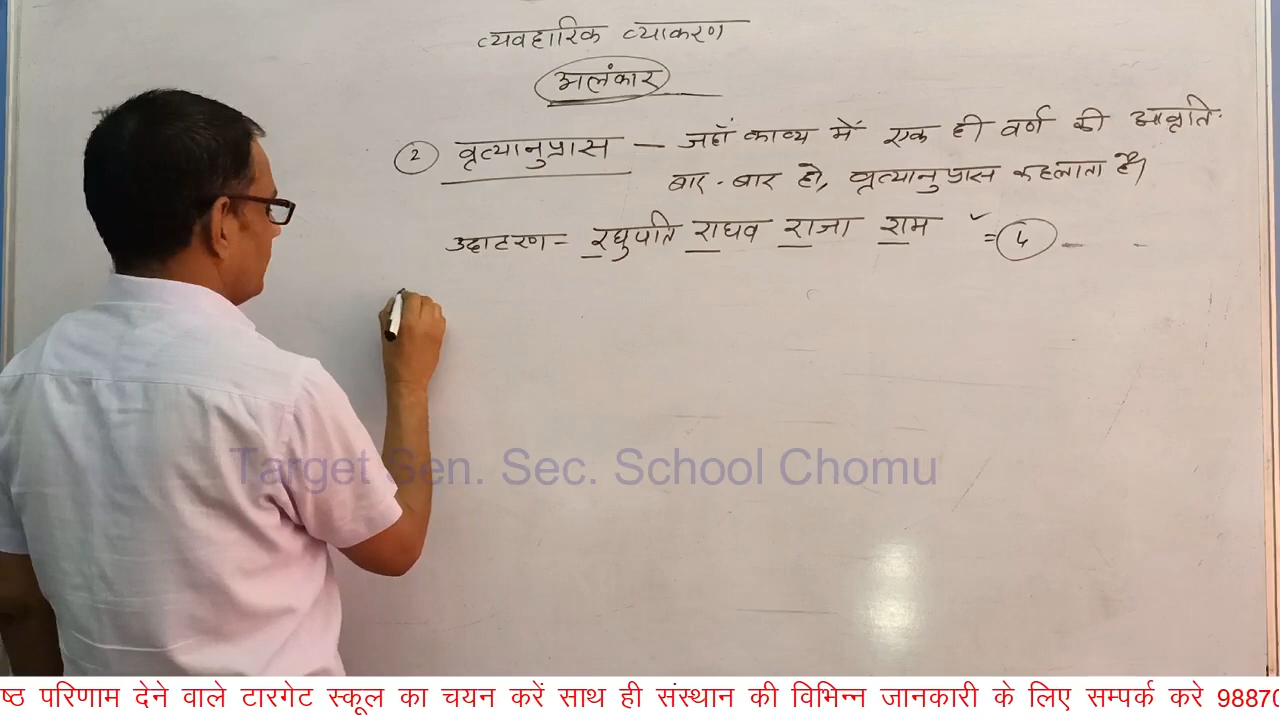 व्यवहारिक व्याकरण
अलंकार
2 वृत्यानुप्रास – जहाँ काव्य में एक ही वर्ण की आवृति
बार - बार हो, वृत्यानुप्रास कहलाता है।
उदाहरण = रघुपति राघव राजा राम ✓ = 4
Target Sen. Sec. School Chomu
ष्ठ परिणाम देने वाले टारगेट स्कूल का चयन करें साथ ही संस्थान की विभिन्न जानकारी के लिए सम्पर्क करे 98870